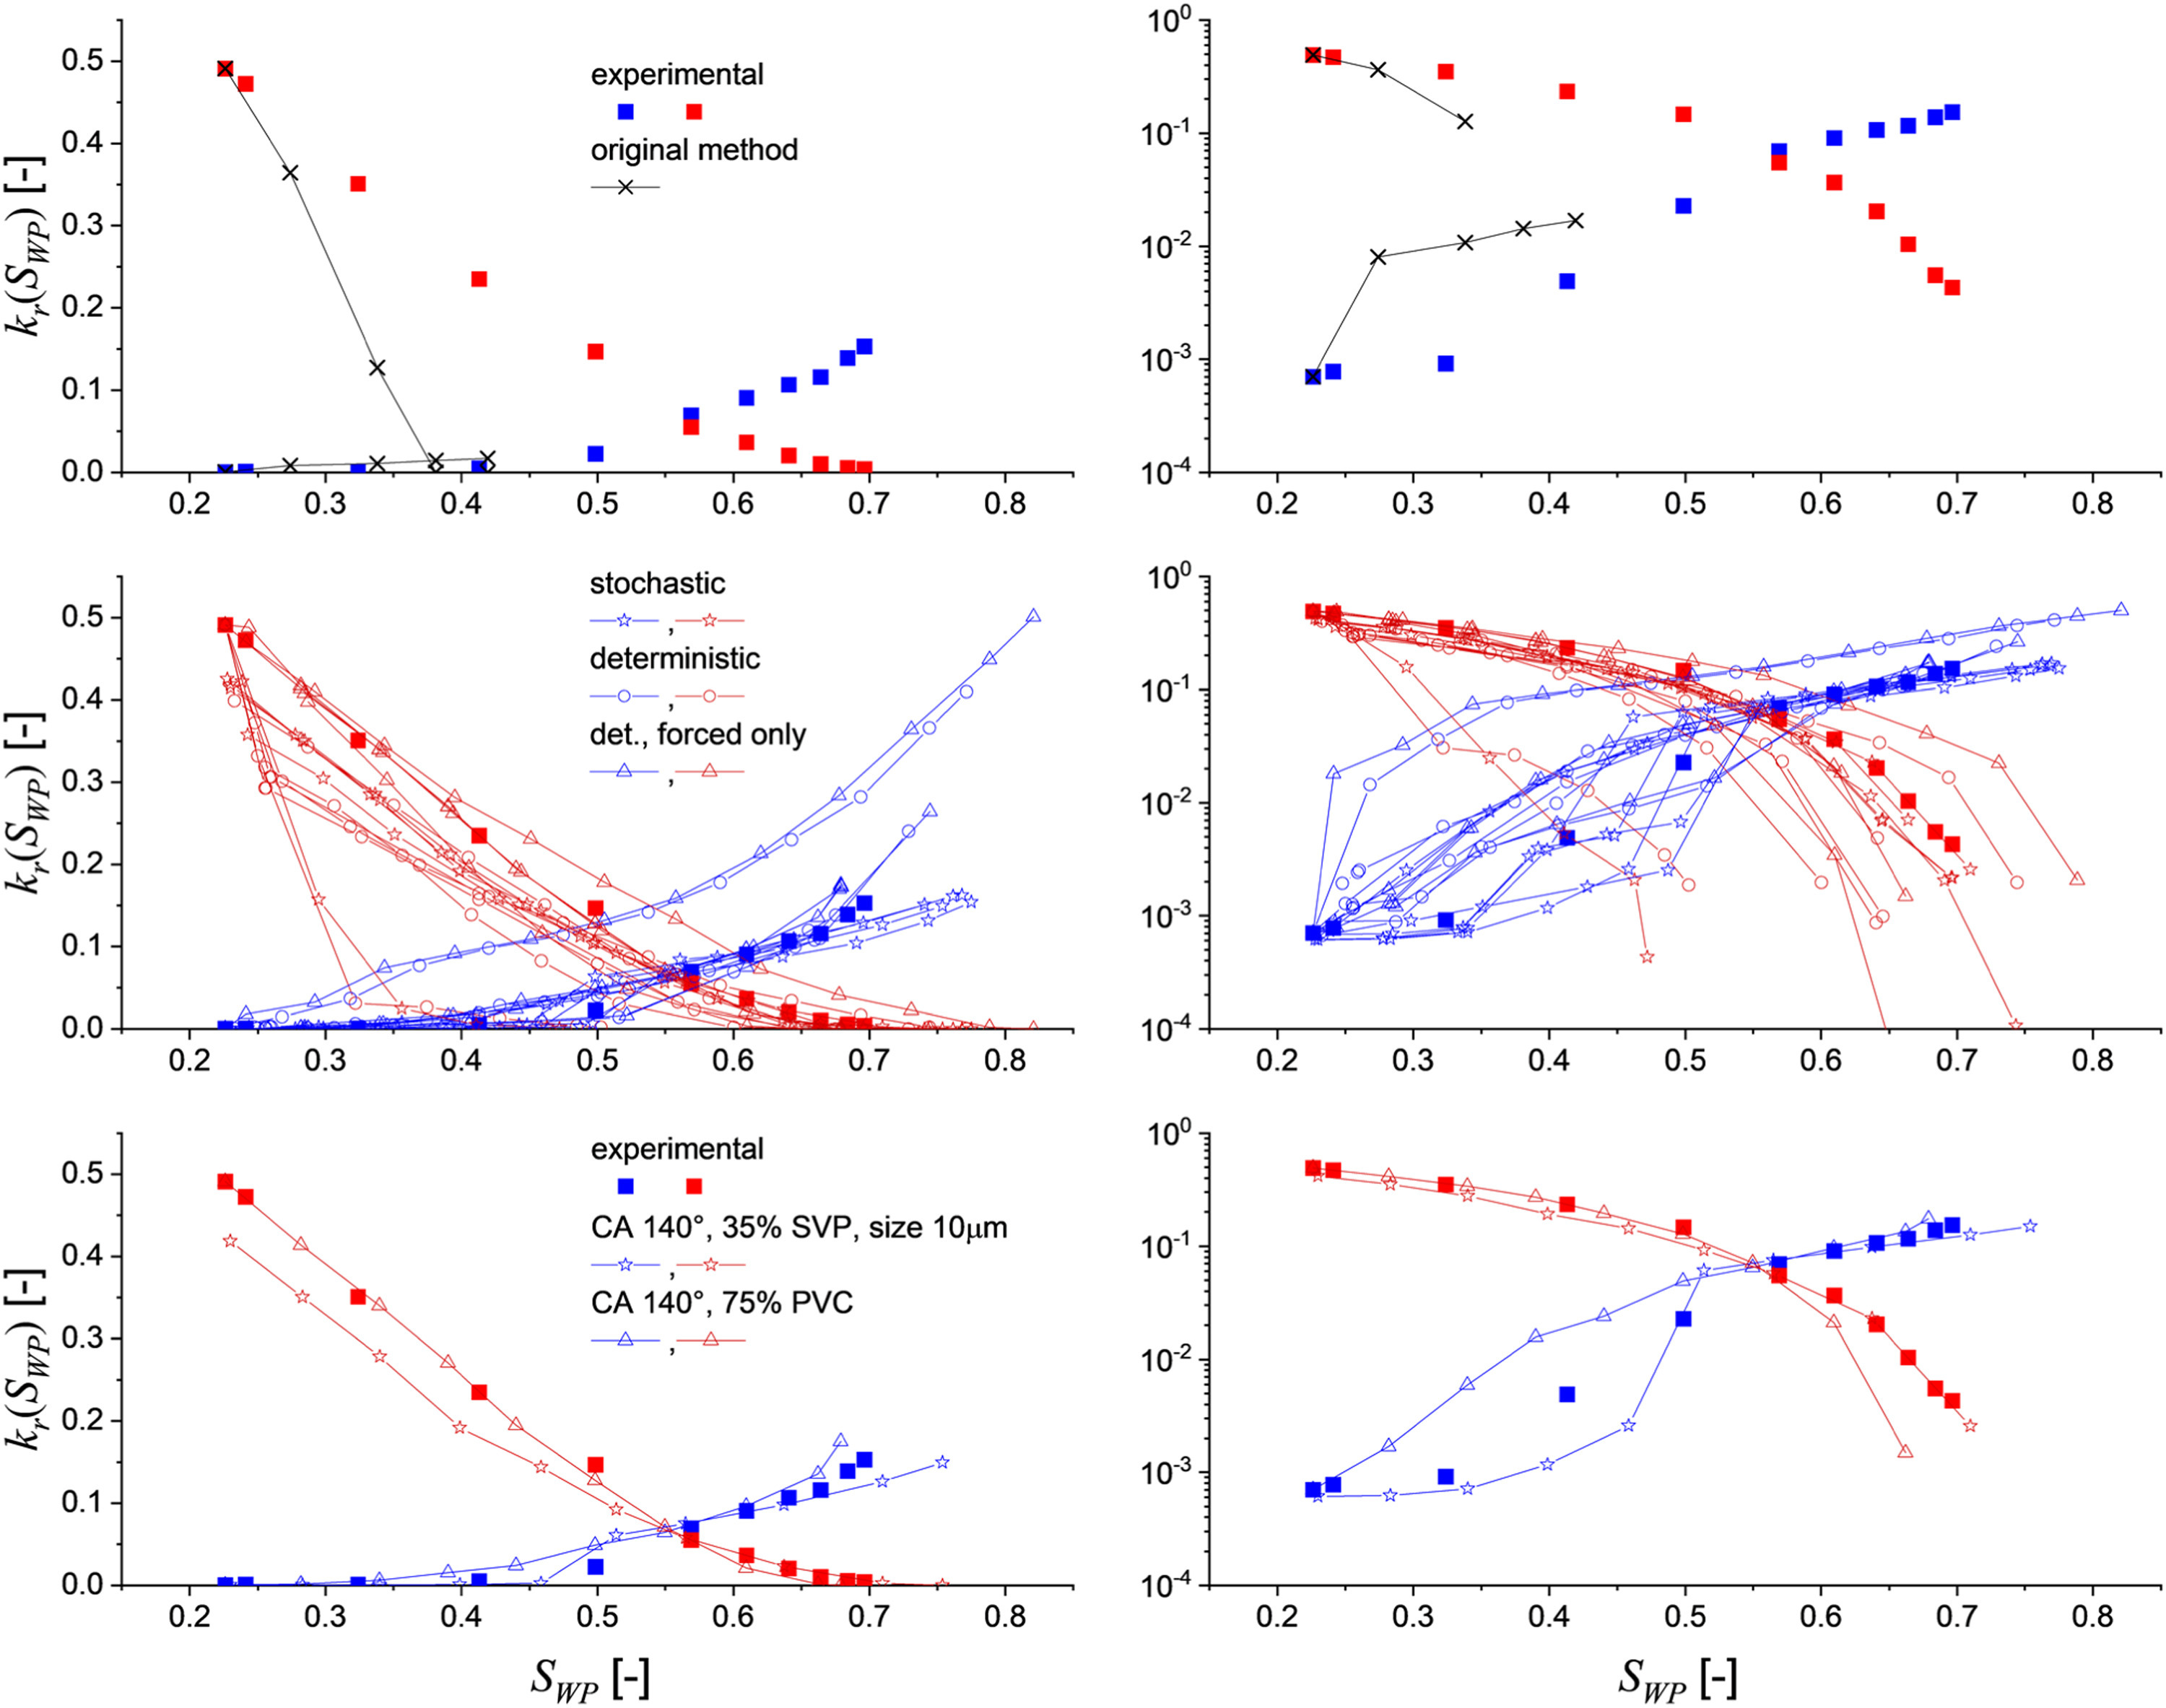 k_r(S_WP) [-]
0.5
0.4
0.3
0.2
0.1
0.0
0.2 0.3 0.4 0.5 0.6 0.7 0.8
experimental
original method
10^0
10^-1
10^-2
10^-3
10^-4
0.2 0.3 0.4 0.5 0.6 0.7 0.8
k_r(S_WP) [-]
0.5
0.4
0.3
0.2
0.1
0.0
0.2 0.3 0.4 0.5 0.6 0.7 0.8
stochastic
,
deterministic
,
det., forced only
,
10^0
10^-1
10^-2
10^-3
10^-4
0.2 0.3 0.4 0.5 0.6 0.7 0.8
k_r(S_WP) [-]
0.5
0.4
0.3
0.2
0.1
0.0
0.2 0.3 0.4 0.5 0.6 0.7 0.8
S_WP [-]
experimental
CA 140°, 35% SVP, size 10μm
,
CA 140°, 75% PVC
,
10^0
10^-1
10^-2
10^-3
10^-4
0.2 0.3 0.4 0.5 0.6 0.7 0.8
S_WP [-]